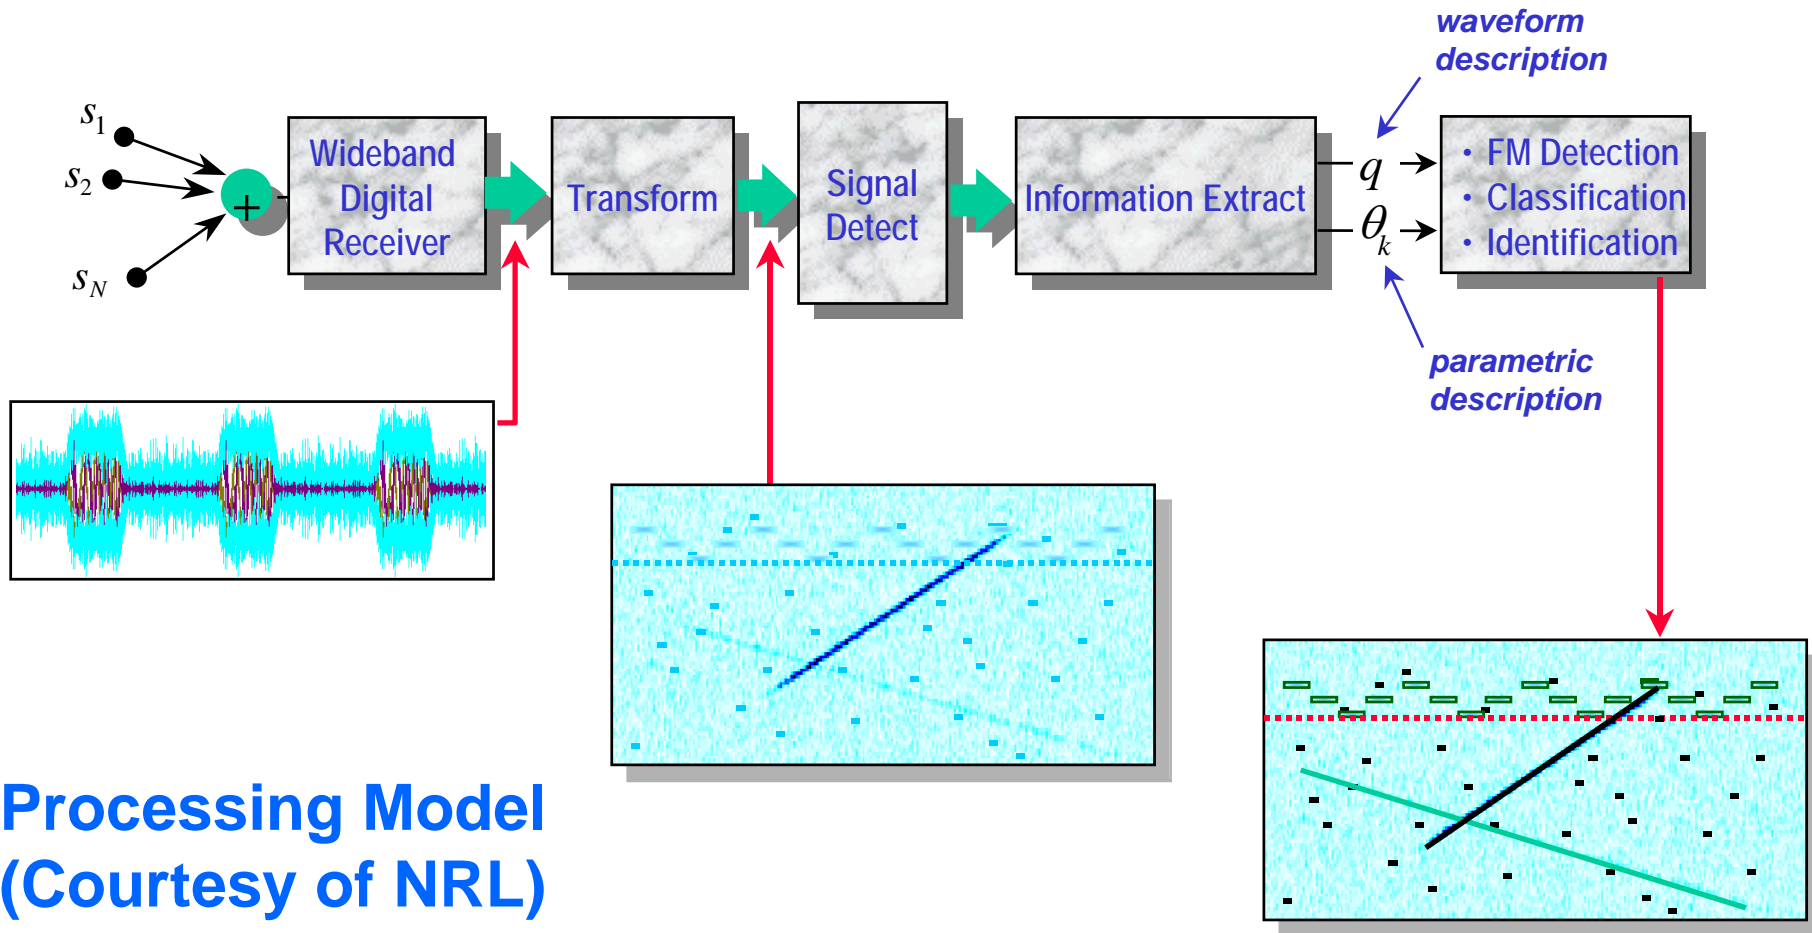 waveform
description
s1
s2
sN
+
Wideband
Digital
Receiver
Transform
Signal
Detect
Information Extract
q
θk
• FM Detection
• Classification
• Identification
parametric
description
Processing Model
(Courtesy of NRL)